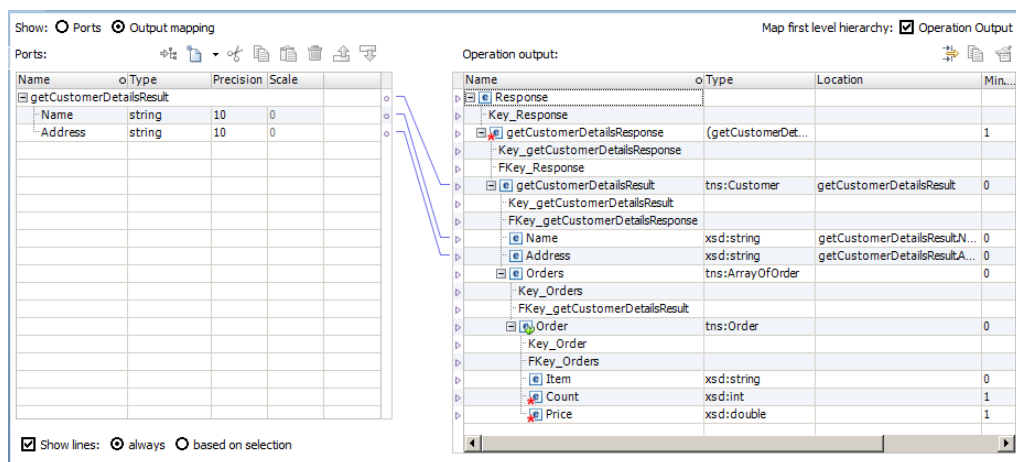 Show: Ports Output mapping
Map first level hierarchy: Operation Output
Ports:
Operation output:
Name Type Precision Scale
getCustomerDetailsResult
Name string 10 0
Address string 10 0
Name Type Location Min....
Response
Key_Response
getCustomerDetailsResponse (getCustomerDet... 1
Key_getCustomerDetailsResponse
FKey_Response
getCustomerDetailsResult tns:Customer getCustomerDetailsResult 0
Key_getCustomerDetailsResult
FKey_getCustomerDetailsResponse
Name xsd:string getCustomerDetailsResult.N... 0
Address xsd:string getCustomerDetailsResult.A... 0
Orders tns:ArrayOfOrder 0
Key_Orders
FKey_getCustomerDetailsResult
Order tns:Order 0
Key_Order
FKey_Orders
Item xsd:string 0
Count xsd:int 1
Price xsd:double 1
Show lines: always based on selection